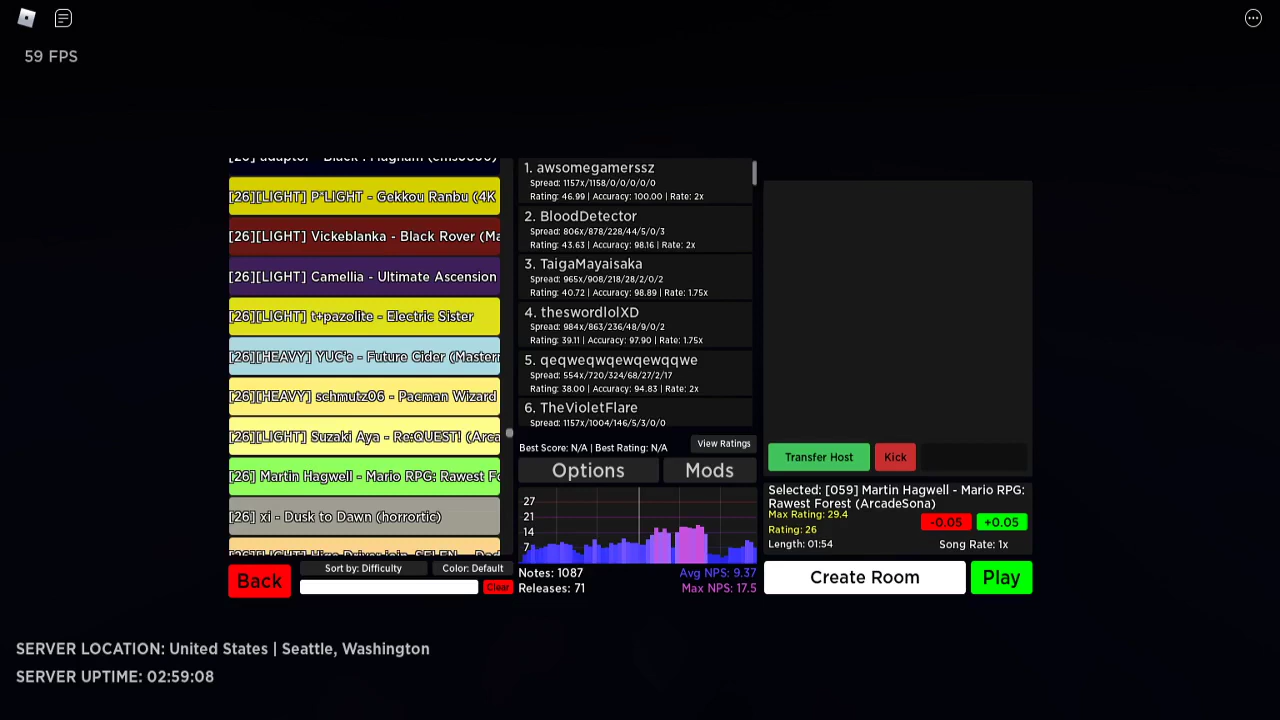 59 FPS
[26] adaptor - Black . Magnam (cms8000)
[26][LIGHT] P*LIGHT - Gekkou Ranbu (4K
[26][LIGHT] Vickeblanka - Black Rover (Ma
[26][LIGHT] Camellia - Ultimate Ascension
[26][LIGHT] t+pazolite - Electric Sister
[26][HEAVY] YUC'e - Future Cider (Master
[26][HEAVY] schmutz06 - Pacman Wizard
[26][LIGHT] Suzaki Aya - Re:QUEST! (Arca
[26] Martin Hagwell - Mario RPG: Rawest Fo
[26] xi - Dusk to Dawn (horrortic)
Back
Sort by: Difficulty
Color: Default
Clear
1. awsomegamerssz
Spread: 1157x/1158/0/0/0/0/0
Rating: 46.99 | Accuracy: 100.00 | Rate: 2x
2. BloodDetector
Spread: 806x/878/228/44/5/0/3
Rating: 43.63 | Accuracy: 98.16 | Rate: 2x
3. TaigaMayaisaka
Spread: 965x/908/218/28/2/0/2
Rating: 40.72 | Accuracy: 98.89 | Rate: 1.75x
4. theswordlolXD
Spread: 984x/863/236/48/9/0/2
Rating: 39.11 | Accuracy: 97.90 | Rate: 1.75x
5. qeqweqwqewqewqqwe
Spread: 554x/720/324/68/27/2/17
Rating: 38.00 | Accuracy: 94.83 | Rate: 2x
6. TheVioletFlare
Spread: 1157x/1004/146/5/3/0/0
Best Score: N/A | Best Rating: N/A
View Ratings
Options
Mods
27
21
14
7
Notes: 1087
Avg NPS: 9.37
Releases: 71
Max NPS: 17.5
Transfer Host
Kick
Selected: [059] Martin Hagwell - Mario RPG:
Rawest Forest (ArcadeSona)
Max Rating: 29.4
Rating: 26
-0.05
+0.05
Length: 01:54
Song Rate: 1x
Create Room
Play
SERVER LOCATION: United States | Seattle, Washington
SERVER UPTIME: 02:59:08